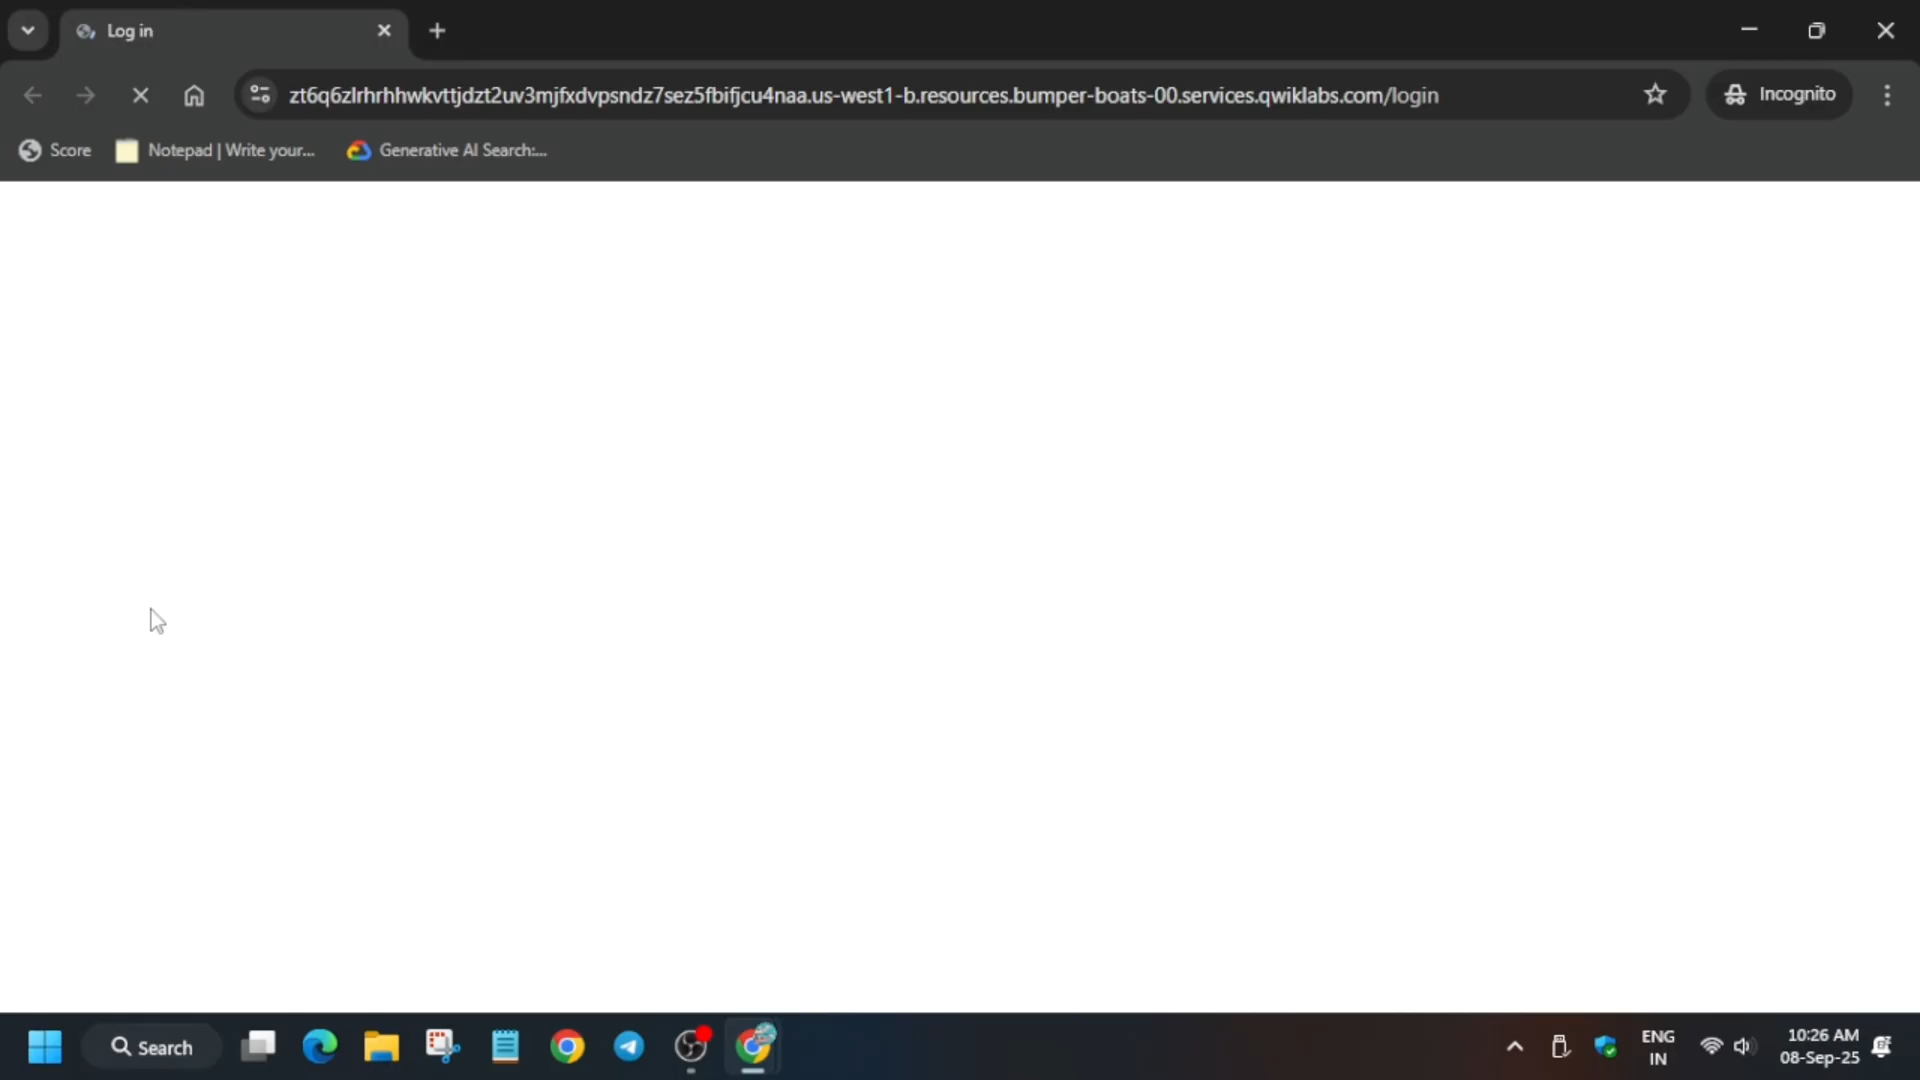 Log in
zt6q6zlrhrhhwkvttjdzt2uv3mjfxdvpsndz7sez5fbifjcu4naa.us-west1-b.resources.bumper-boats-00.services.qwiklabs.com/login
Incognito
Score
Notepad | Write your...
Generative AI Search:...
Search
ENG
IN
10:26 AM
08-Sep-25